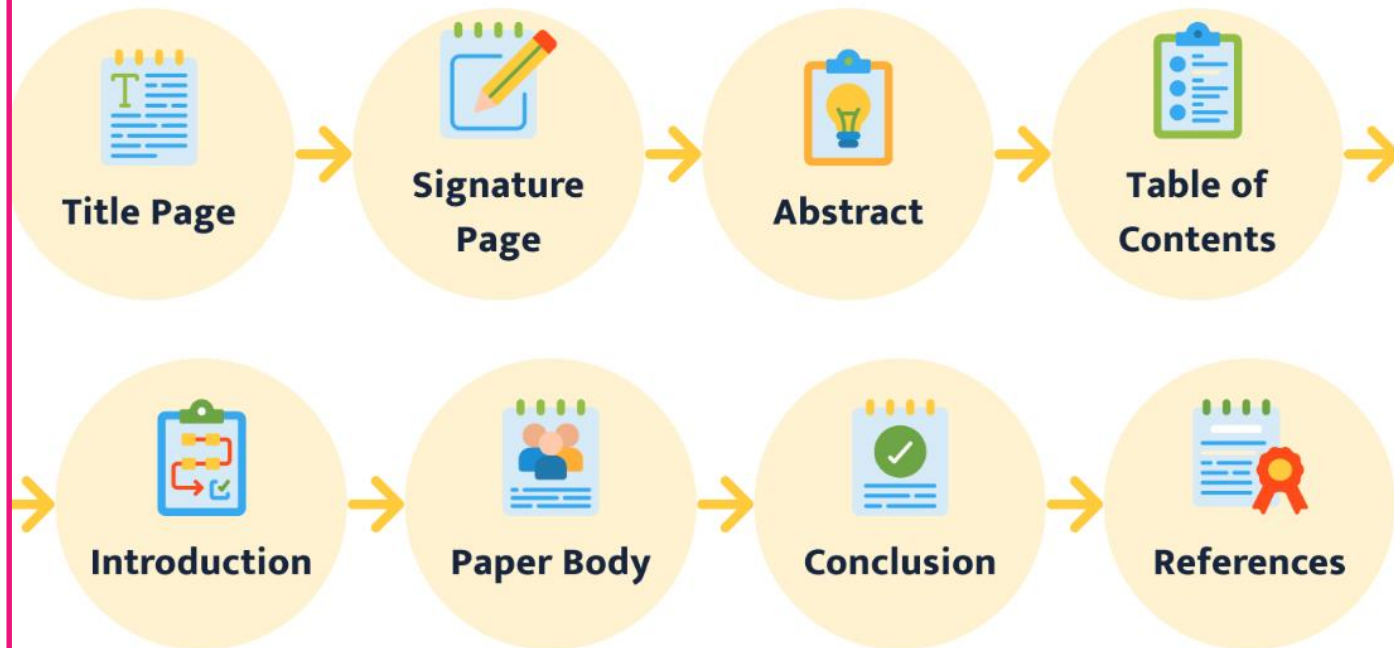 Title Page
Signature
Page
Abstract
Table of
Contents
Introduction
Paper Body
Conclusion
References